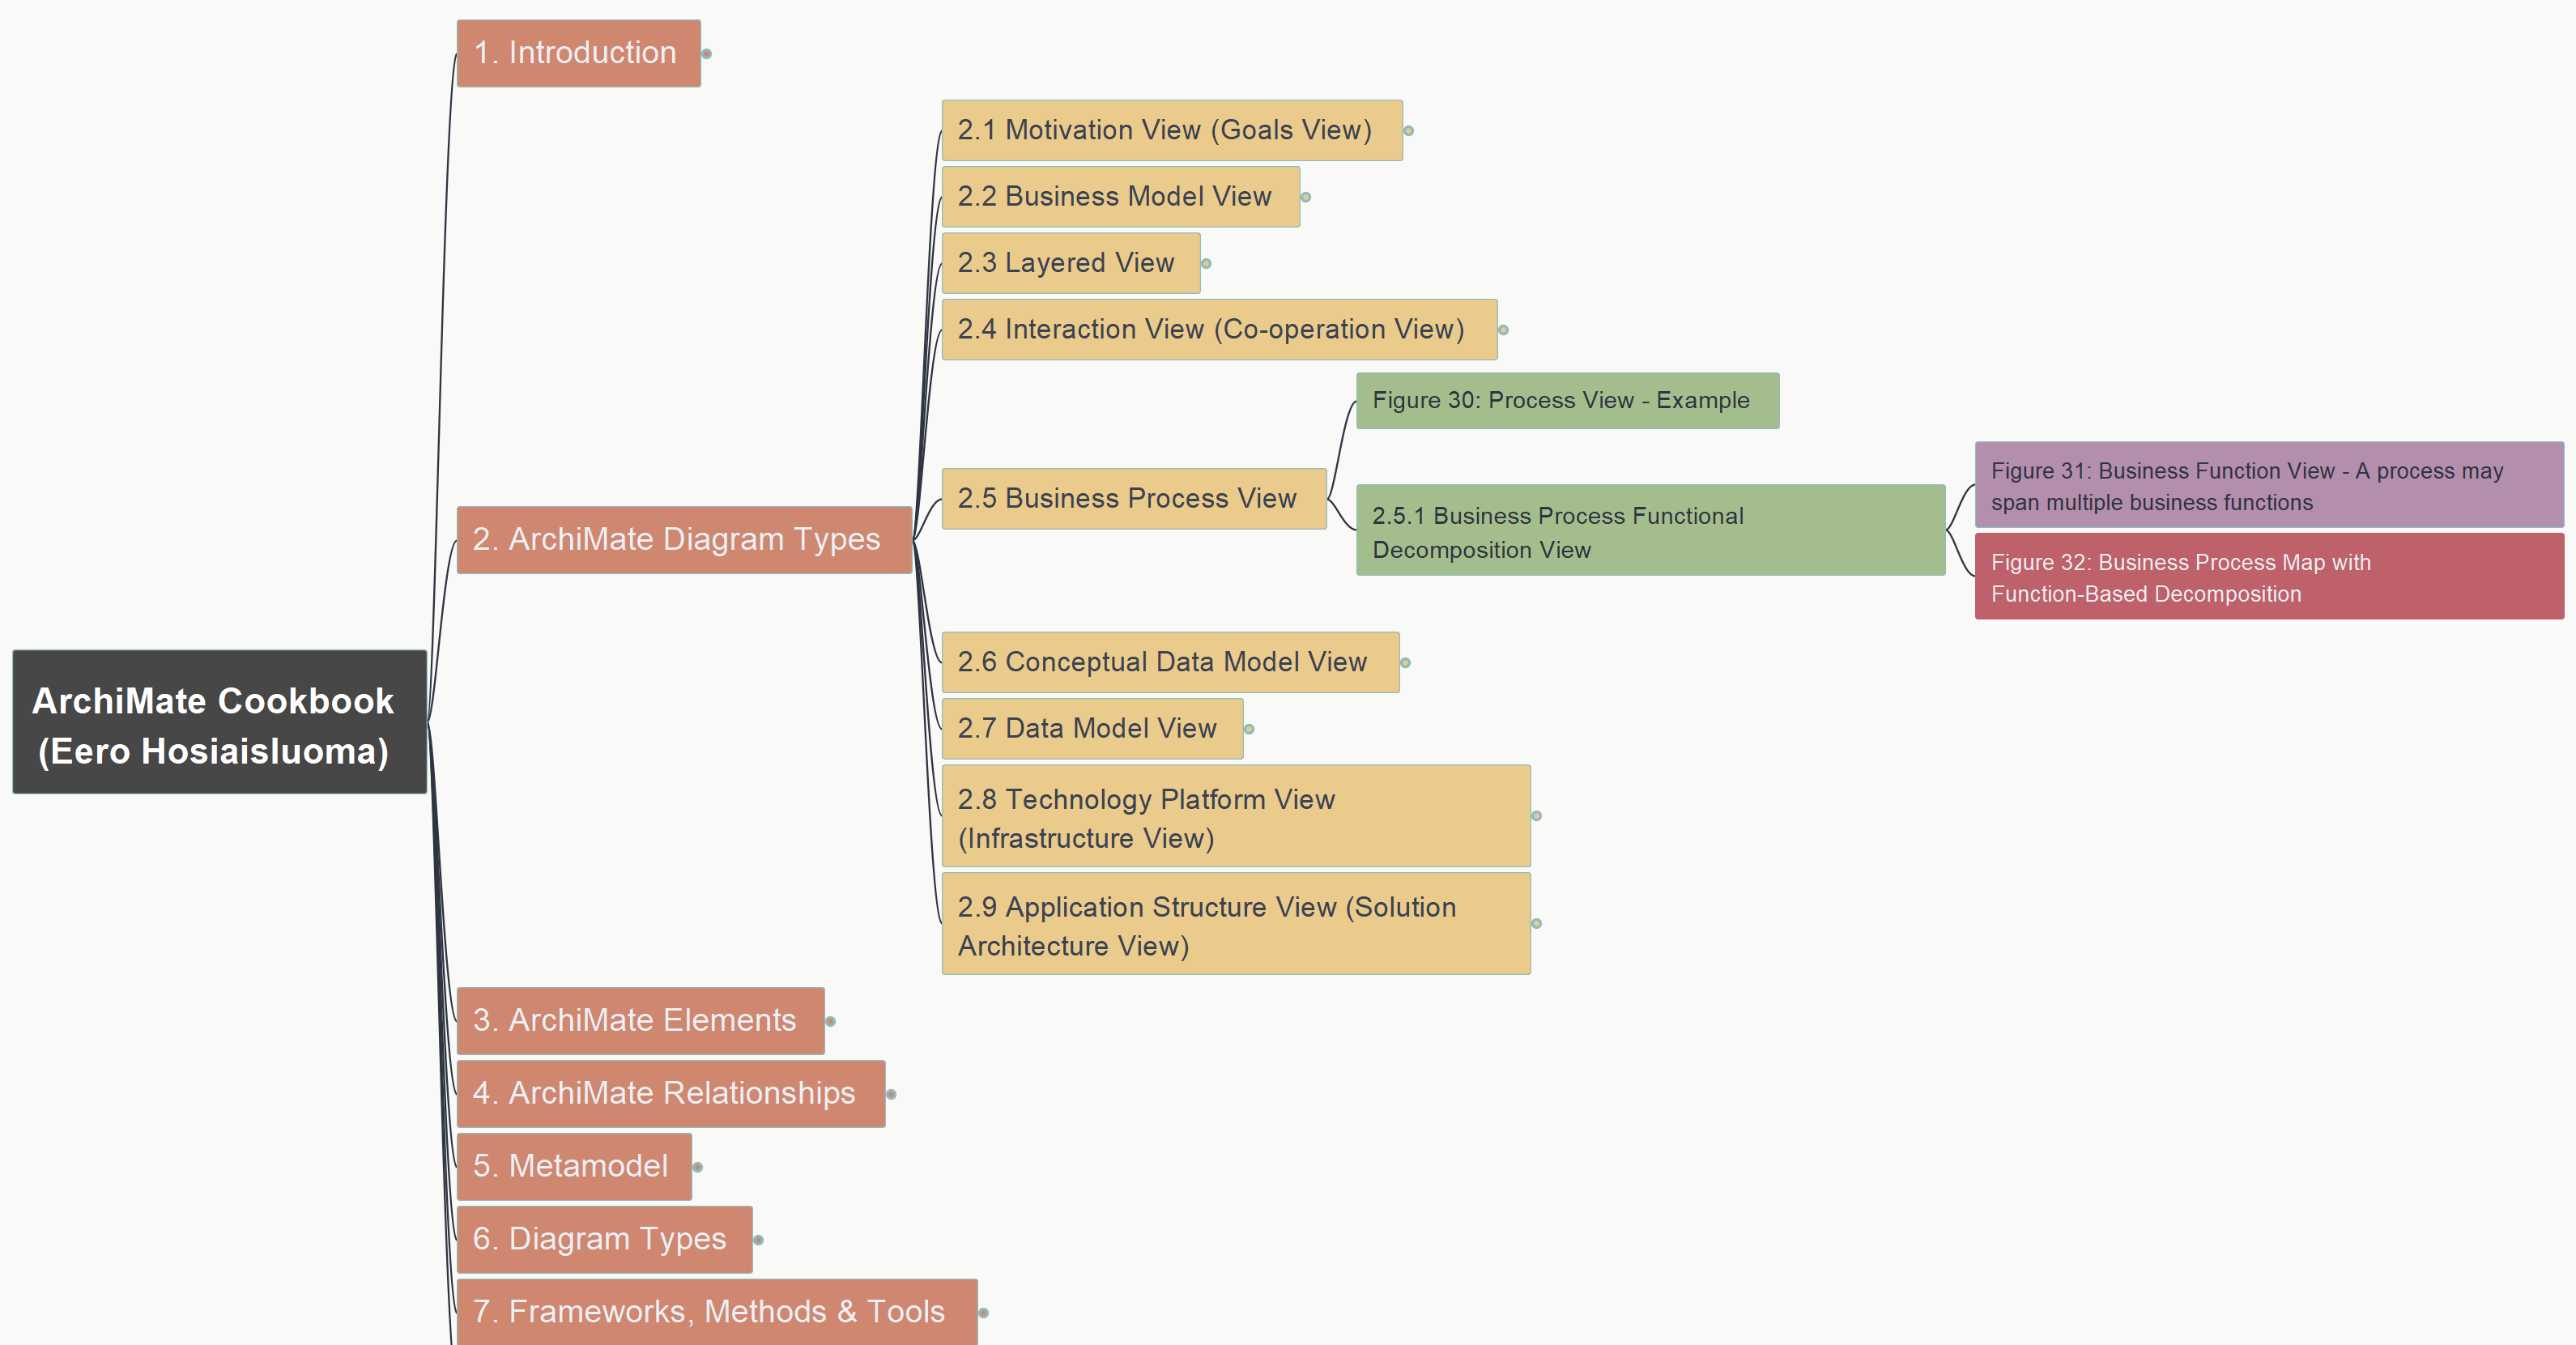 1. Introduction
2.1 Motivation View (Goals View)
2.2 Business Model View
2.3 Layered View
2.4 Interaction View (Co-operation View)
Figure 30: Process View - Example
2.5 Business Process View
2.5.1 Business Process Functional
Decomposition View
Figure 31: Business Function View - A process may
span multiple business functions
Figure 32: Business Process Map with
Function-Based Decomposition
2. ArchiMate Diagram Types
2.6 Conceptual Data Model View
2.7 Data Model View
2.8 Technology Platform View
(Infrastructure View)
2.9 Application Structure View (Solution
Architecture View)
ArchiMate Cookbook
(Eero Hosiaisluoma)
3. ArchiMate Elements
4. ArchiMate Relationships
5. Metamodel
6. Diagram Types
7. Frameworks, Methods & Tools